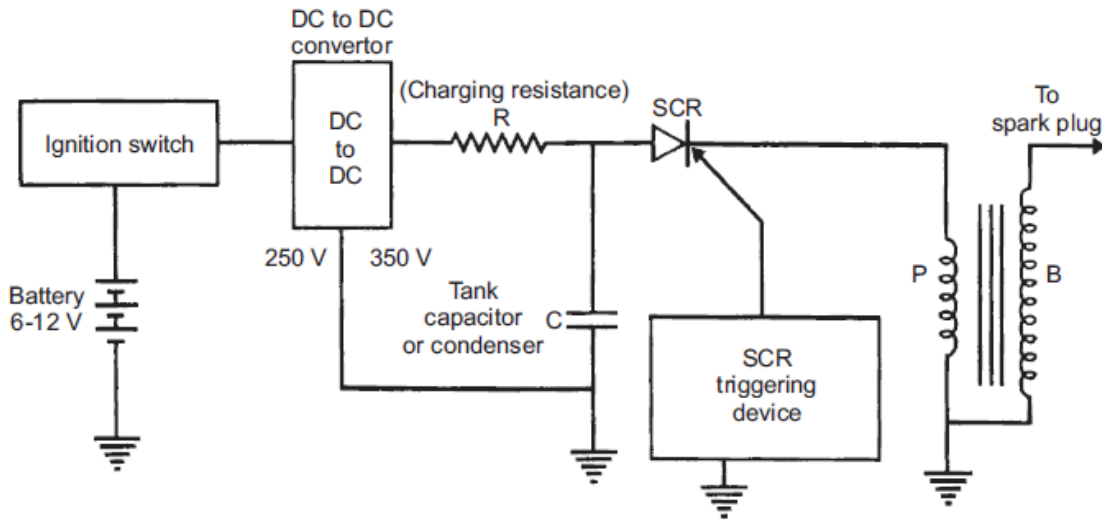 DC to DC
convertor
(Charging resistance)
R
SCR
To
spark plug
Ignition switch
DC
to
DC
250 V
350 V
Battery
6-12 V
Tank
capacitor
or condenser
C
P
B
SCR
triggering
device